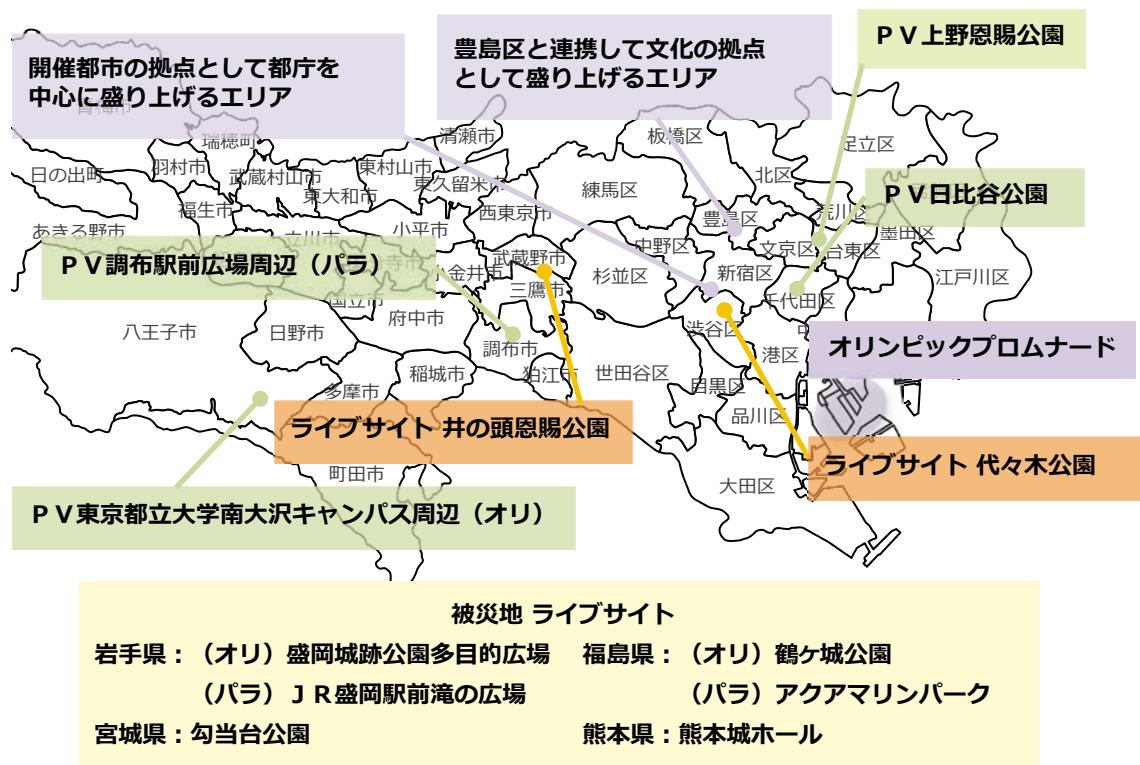 開催都市の拠点として都庁を
中心に盛り上げるエリア
豊島区と連携して文化の拠点
として盛り上げるエリア
ＰＶ上野恩賜公園
青梅市
瑞穂町
清瀬市
板橋区
足立区
日の出町
羽村市
武蔵村山市
東村山市
東大和市
東久留米市
練馬区
北区
ＰＶ日比谷公園
福生市
西東京市
豊島区
荒川区
あきる野市
立川市
小平市
武蔵野市
中野区
文京区
台東区
墨田区
ＰＶ調布駅前広場周辺（パラ）
小金井市
三鷹市
杉並区
新宿区
千代田区
江戸川区
八王子市
日野市
国立市
府中市
調布市
渋谷区
港区
オリンピックプロムナード
多摩市
稲城市
狛江市
世田谷区
目黒区
品川区
ライブサイト 井の頭恩賜公園
ライブサイト 代々木公園
町田市
大田区
ＰＶ東京都立大学南大沢キャンパス周辺（オリ）
被災地 ライブサイト
岩手県：（オリ）盛岡城跡公園多目的広場
（パラ）ＪＲ盛岡駅前滝の広場
宮城県：勾当台公園
福島県：（オリ）鶴ヶ城公園
（パラ）アクアマリンパーク
熊本県：熊本城ホール